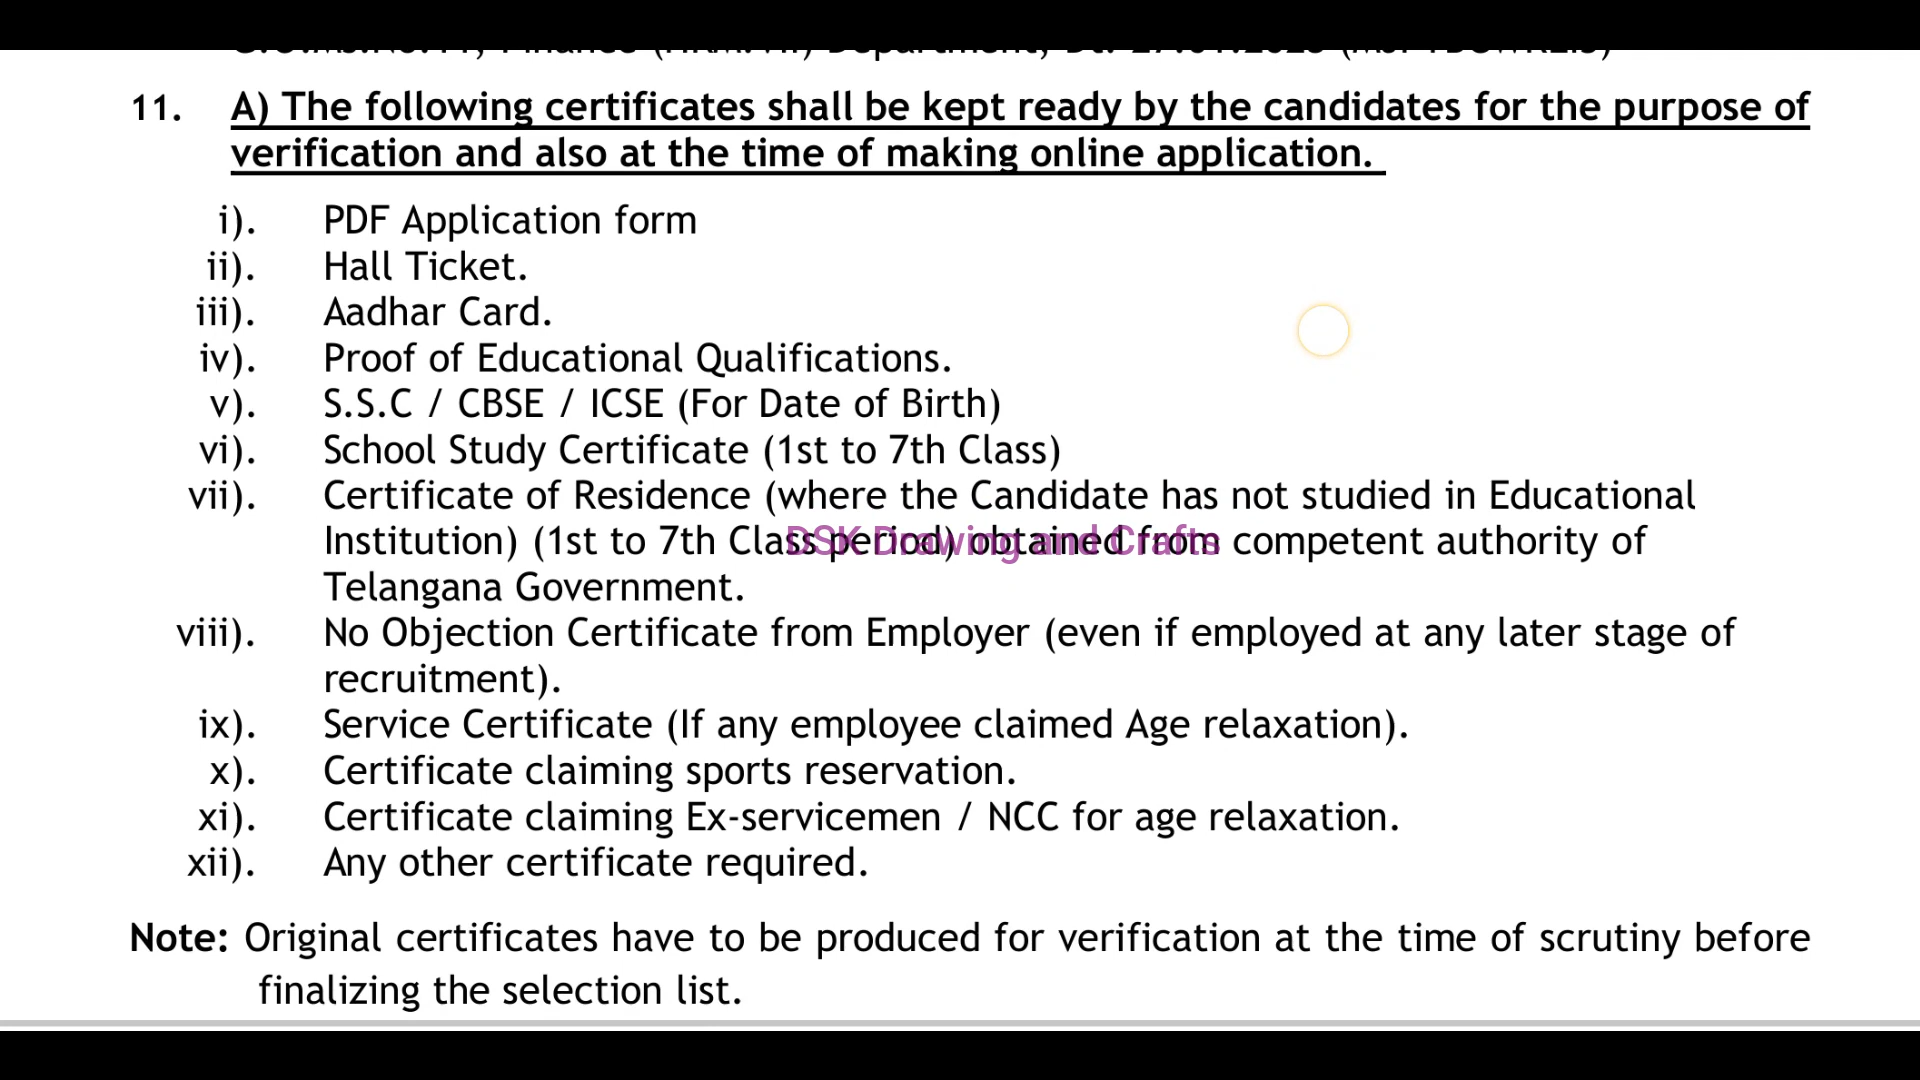 11. A) The following certificates shall be kept ready by the candidates for the purpose of
verification and also at the time of making online application.
i). PDF Application form
ii). Hall Ticket.
iii). Aadhar Card.
iv). Proof of Educational Qualifications.
v). S.S.C / CBSE / ICSE (For Date of Birth)
vi). School Study Certificate (1st to 7th Class)
vii). Certificate of Residence (where the Candidate has not studied in Educational
Institution) (1st to 7th Class period) obtained from competent authority of
DSK Drawing and Crafts
Telangana Government.
viii). No Objection Certificate from Employer (even if employed at any later stage of
recruitment).
ix). Service Certificate (If any employee claimed Age relaxation).
x). Certificate claiming sports reservation.
xi). Certificate claiming Ex-servicemen / NCC for age relaxation.
xii). Any other certificate required.
Note: Original certificates have to be produced for verification at the time of scrutiny before
finalizing the selection list.